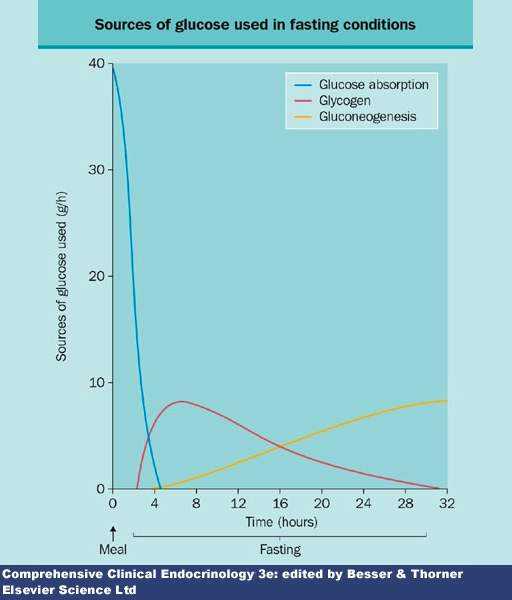 Sources of glucose used in fasting conditions
Glucose absorption
Glycogen
Gluconeogenesis
Sources of glucose used (g/h)
40
30
20
10
0
0 4 8 12 16 20 24 28 32
Time (hours)
Meal
Fasting
Comprehensive Clinical Endocrinology 3e: edited by Besser & Thorner
Elsevier Science Ltd